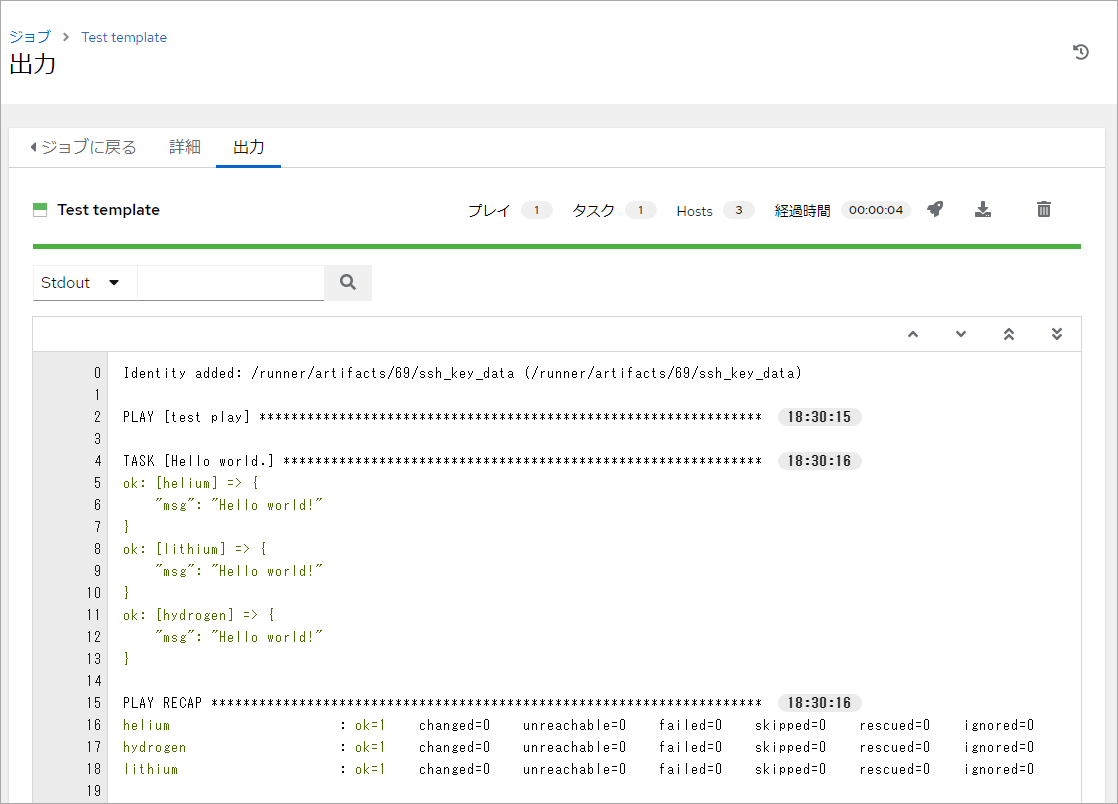 ジョブ > Test template
出力
ジョブに戻る 詳細 出力
Test template プレイ 1 タスク 1 Hosts 3 経過時間 00:00:04
Stdout
0 Identity added: /runner/artifacts/69/ssh_key_data (/runner/artifacts/69/ssh_key_data)
1
2 PLAY [test play] *************************************************************** 18:30:15
3
4 TASK [Hello world.] ************************************************************ 18:30:16
5 ok: [helium] => {
6 "msg": "Hello world!"
7 }
8 ok: [lithium] => {
9 "msg": "Hello world!"
10 }
11 ok: [hydrogen] => {
12 "msg": "Hello world!"
13 }
14
15 PLAY RECAP ********************************************************************* 18:30:16
16 helium : ok=1 changed=0 unreachable=0 failed=0 skipped=0 rescued=0 ignored=0
17 hydrogen : ok=1 changed=0 unreachable=0 failed=0 skipped=0 rescued=0 ignored=0
18 lithium : ok=1 changed=0 unreachable=0 failed=0 skipped=0 rescued=0 ignored=0
19